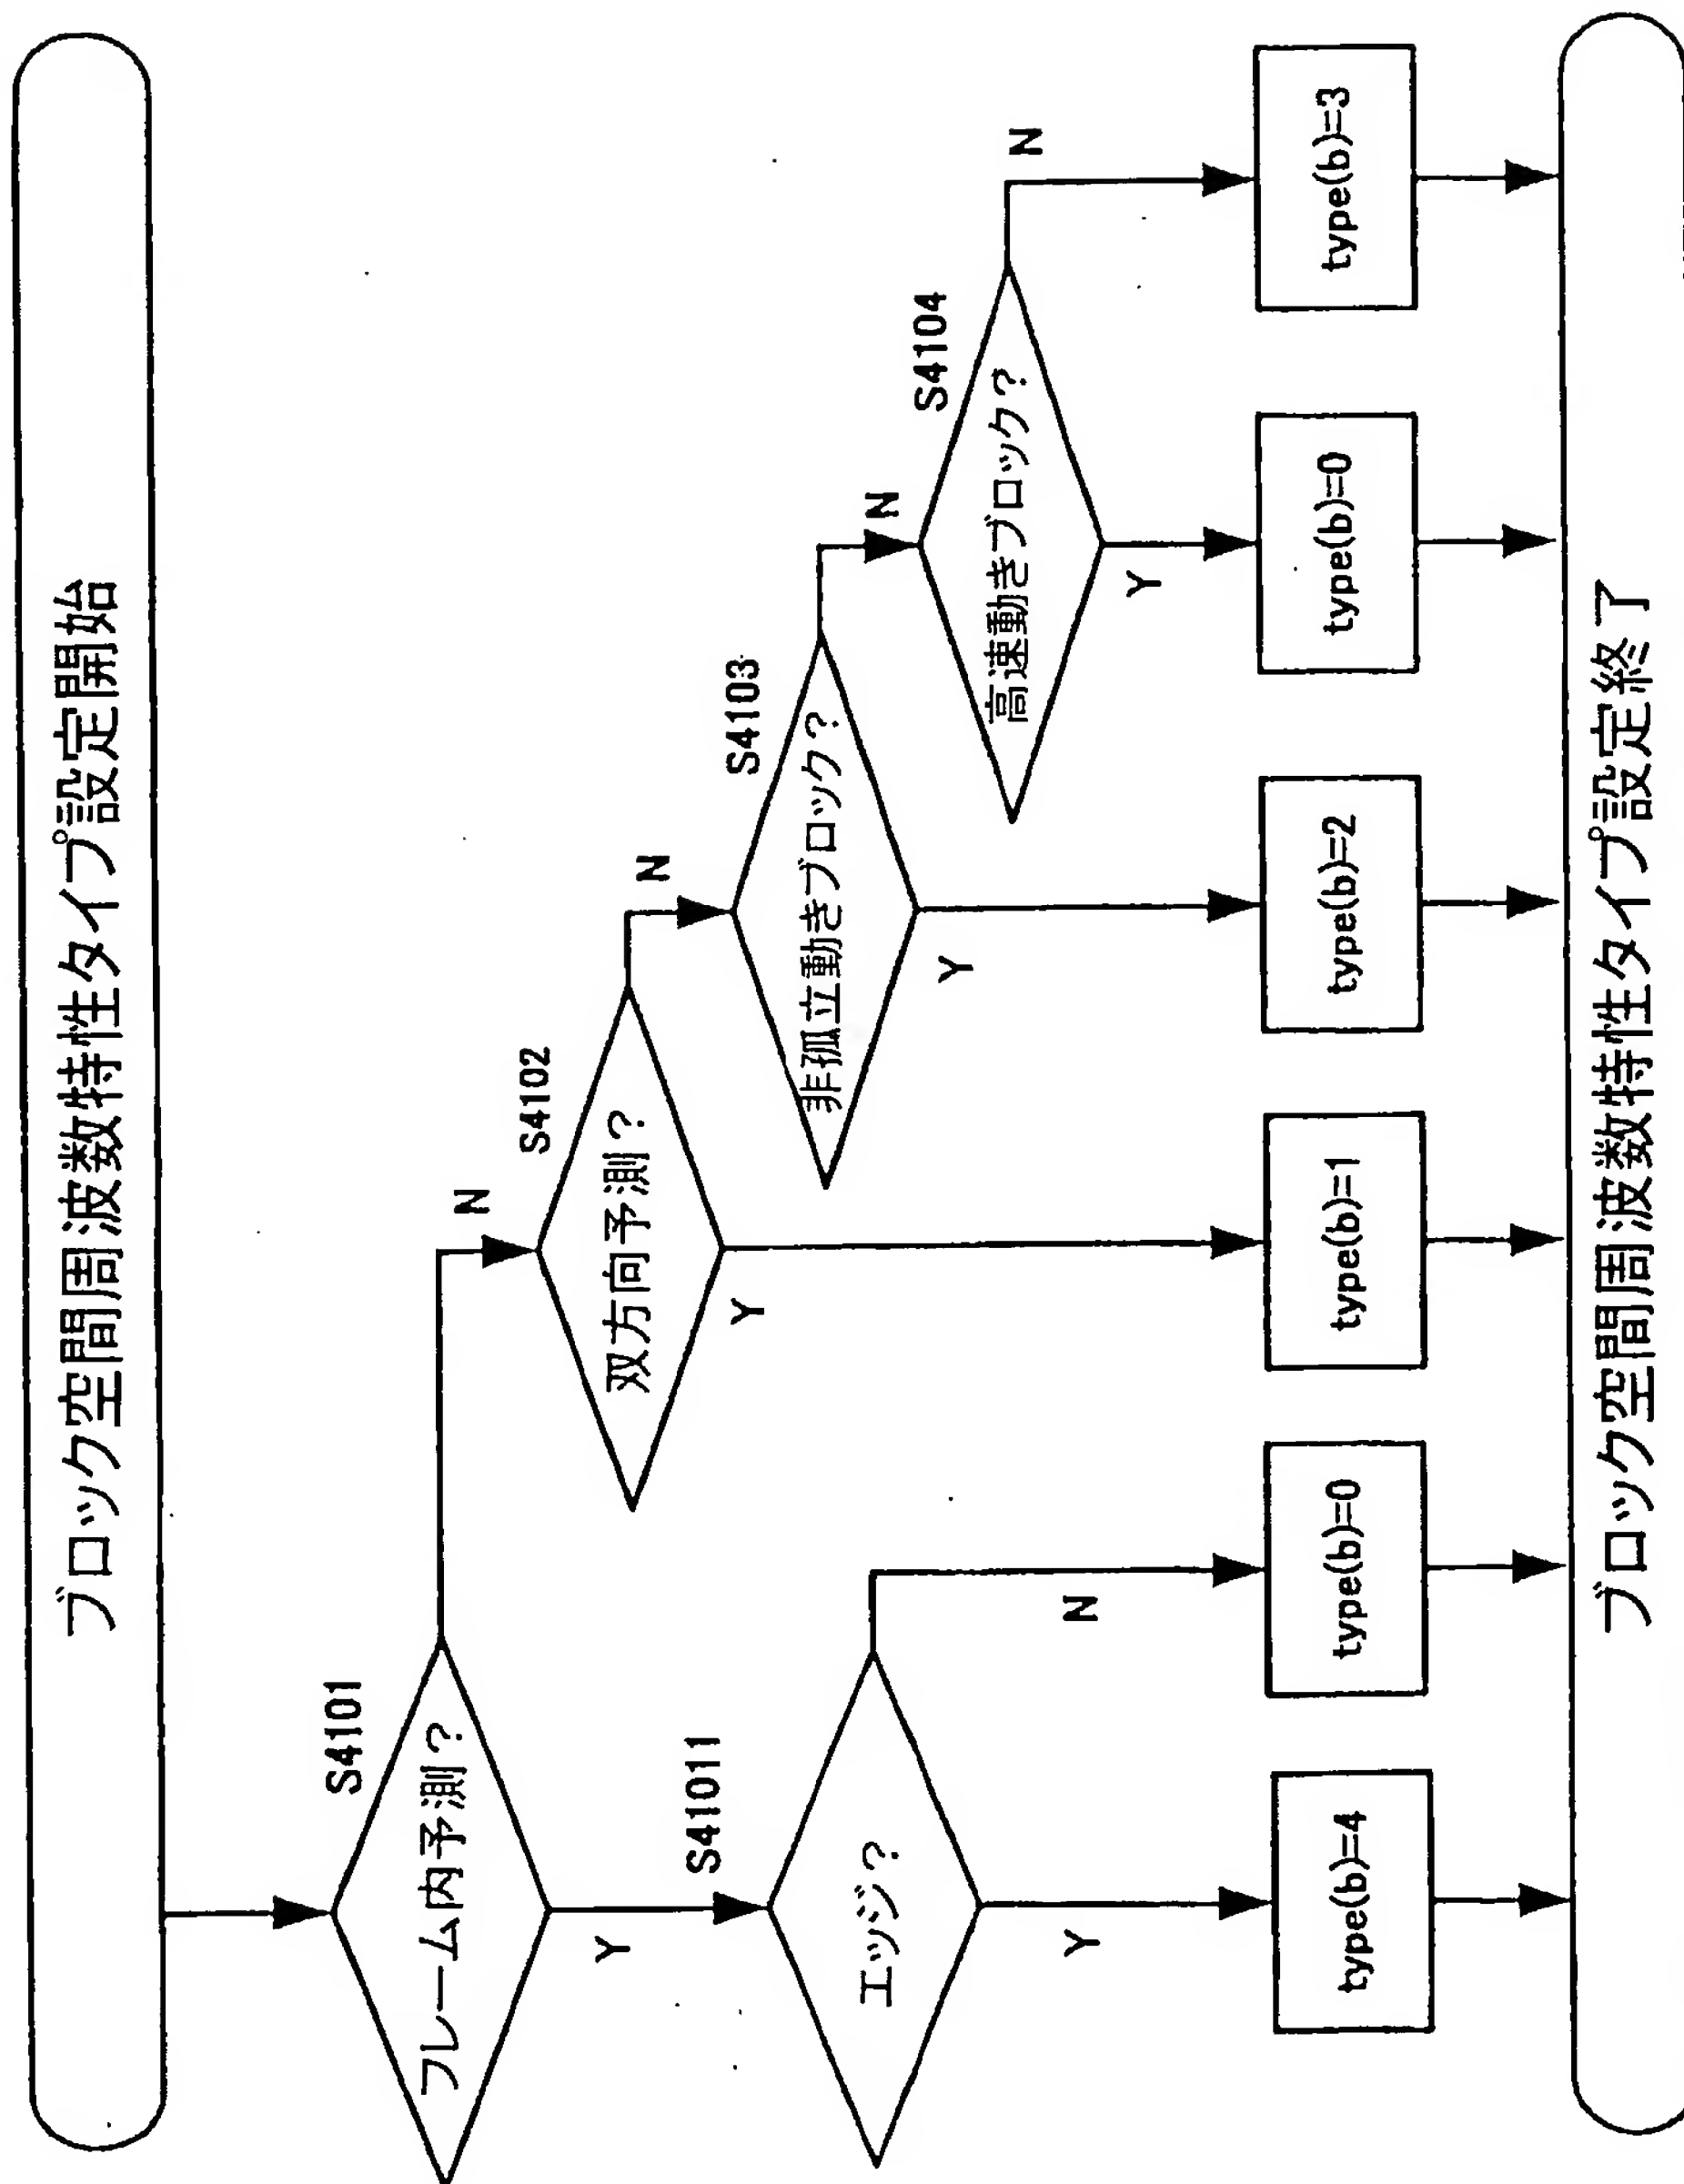 ブロック空間周波数特性タイプ設定開始
S4101
フレーム内予測？
N
Y
S4102
双方向予測？
N
Y
S4103
非孤立動きブロック？
N
Y
S4104
高速動きブロック？
N
Y
S41011
エッジ？
N
Y
type(b)=4
type(b)=0
type(b)=1
type(b)=2
type(b)=0
type(b)=3
ブロック空間周波数特性タイプ設定終了